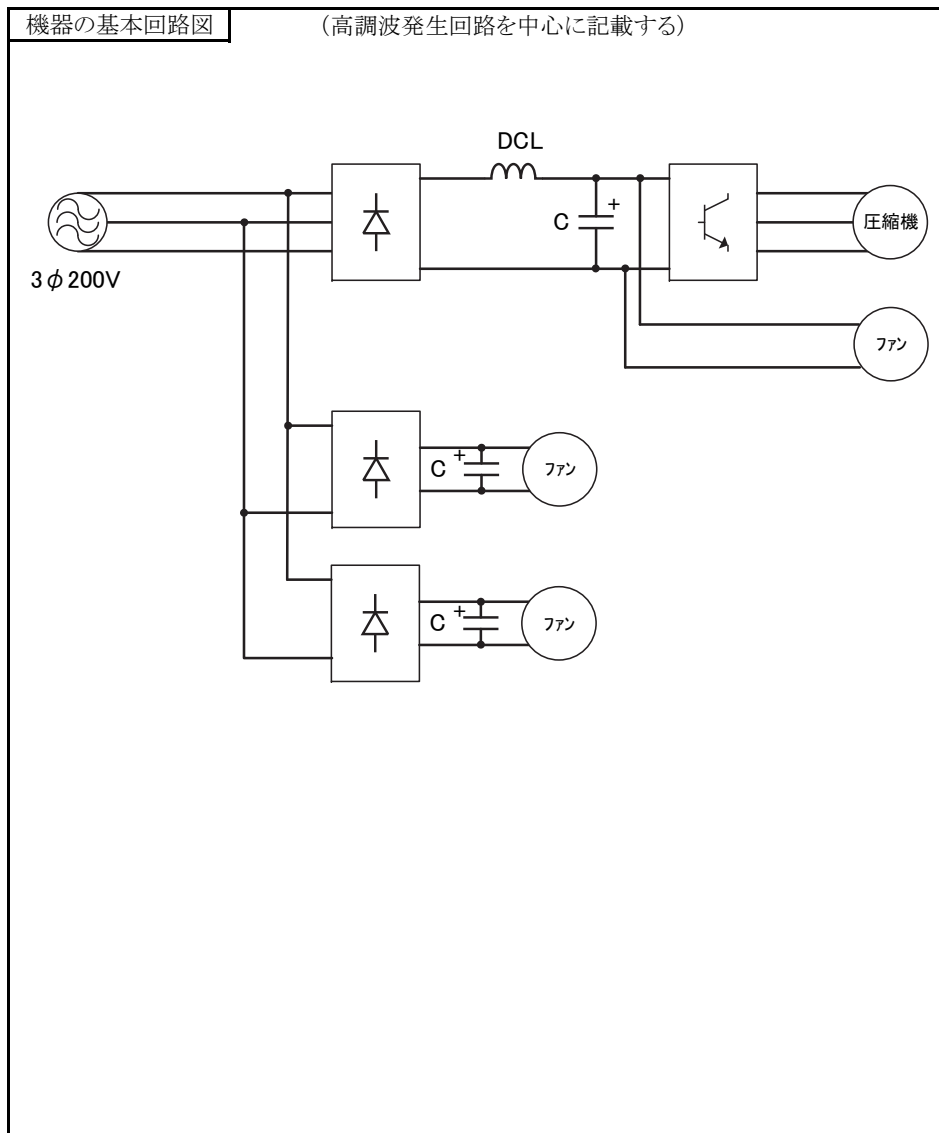 機器の基本回路図
(高調波発生回路を中心に記載する)
DCL
C +
圧縮機
3φ200V
ファン
C +
ファン
C +
ファン